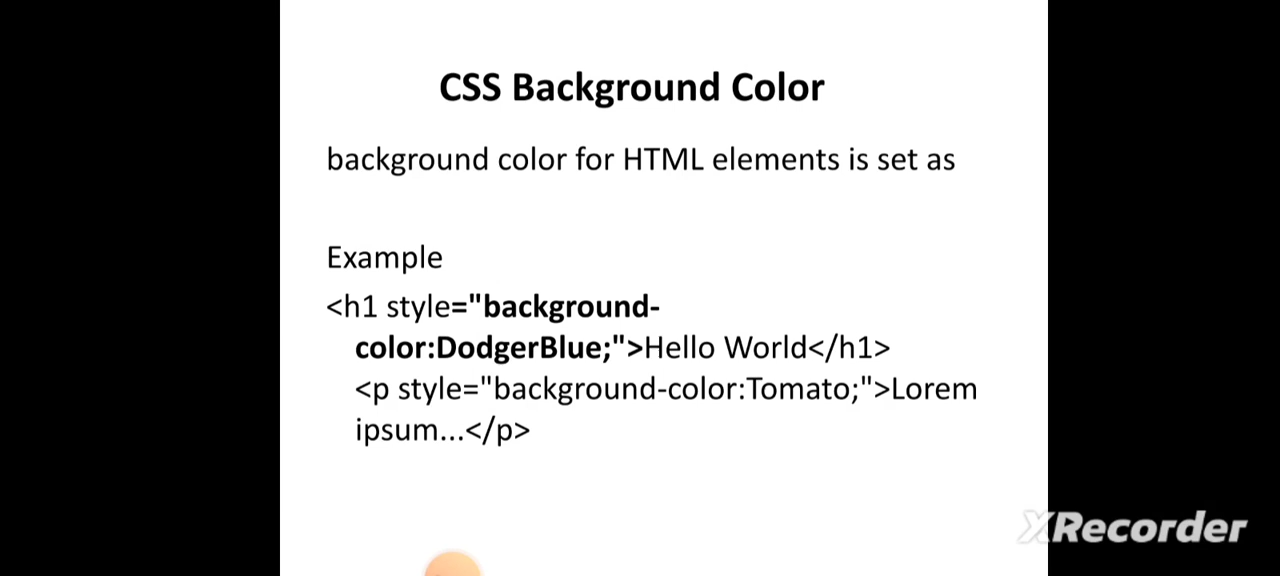 CSS Background Color
background color for HTML elements is set as
Example
<h1 style="background-
color:DodgerBlue;">Hello World</h1>
<p style="background-color:Tomato;">Lorem
ipsum...</p>
XRecorder